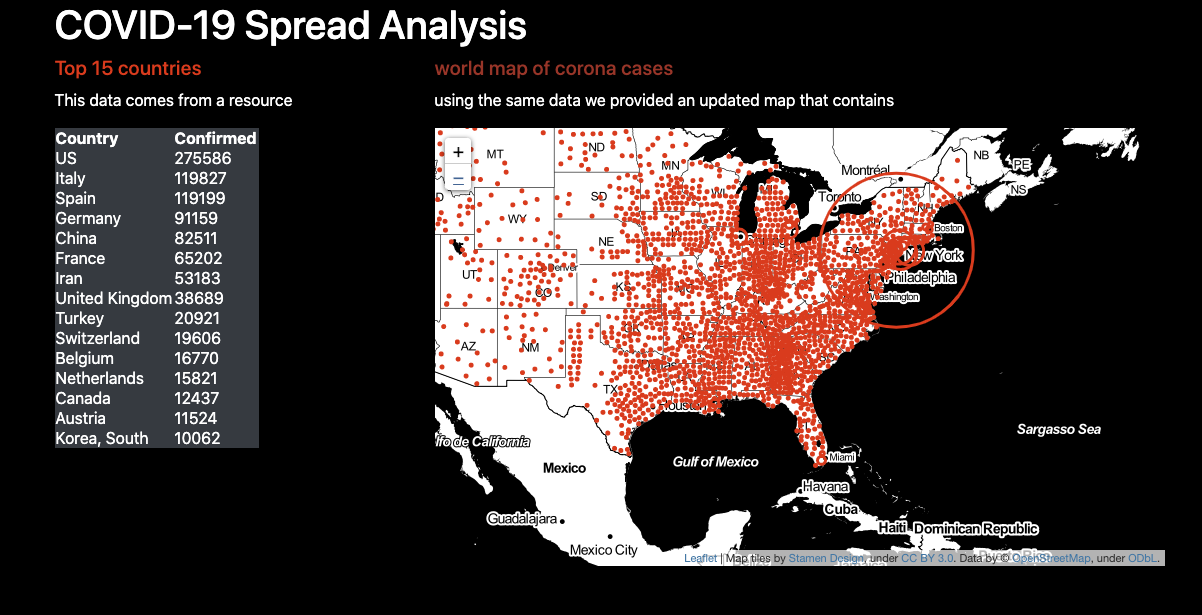 COVID-19 Spread Analysis
Top 15 countries
This data comes from a resource
Country Confirmed
US 275586
Italy 119827
Spain 119199
Germany 91159
China 82511
France 65202
Iran 53183
United Kingdom 38689
Turkey 20921
Switzerland 19606
Belgium 16770
Netherlands 15821
Canada 12437
Austria 11524
Korea, South 10062
world map of corona cases
using the same data we provided an updated map that contains
+
−
MT
ND
MN
NB
PE
NS
Montréal
Toronto
SD
WY
Boston
NE
New York
UT
Denver
CO
Philadelphia
Washington
AZ
NM
TX
Houston
Miami
Sargasso Sea
lfo de California
Mexico
Gulf of Mexico
Havana
Cuba
Guadalajara
Haiti
Dominican Republic
Mexico City
Leaflet | Map tiles by Stamen Design, under CC BY 3.0. Data by © OpenStreetMap, under ODbL.